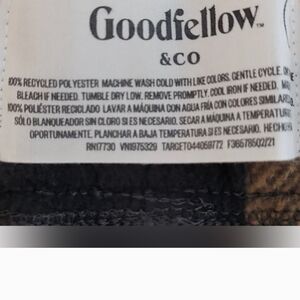 Goodfellow™
& CO
100% RECYCLED POLYESTER MACHINE WASH COLD WITH LIKE COLORS. GENTLE CYCLE.
BLEACH IF NEEDED. TUMBLE DRY LOW. REMOVE PROMPTLY. COOL IRON IF NEEDED.
100% POLIÉSTER RECICLADO LAVAR A MÁQUINA CON AGUA FRÍA CON COLORES SIMILARES
SÓLO BLANQUEADOR SIN CLORO SI ES NECESARIO. SECAR A MÁQUINA A TEMPERATURA
OPORTUNAMENTE. PLANCHAR A BAJA TEMPERATURA SI ES NECESARIO. HECHO
RN17730 VN1975329 TARGET044059772 F36578502/21